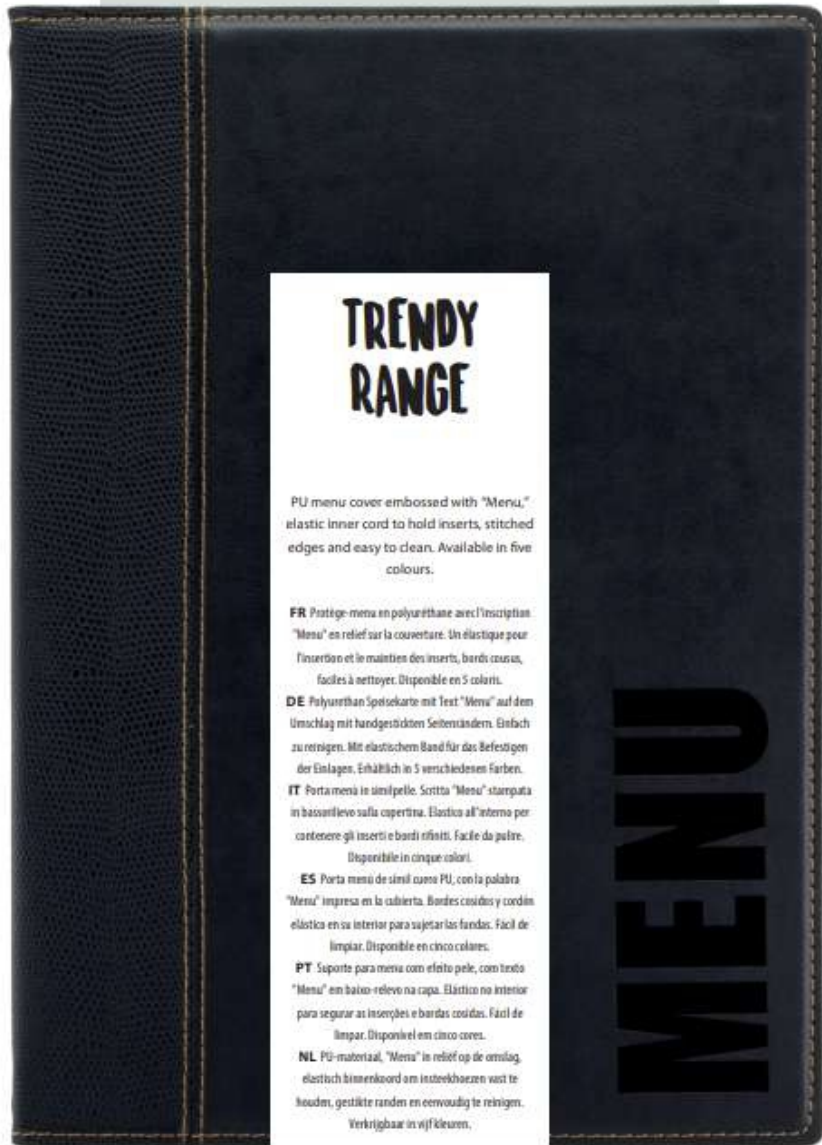 TRENDY
RANGE
PU menu cover embossed with "Menu,"
elastic inner cord to hold inserts, stitched
edges and easy to clean. Available in five
colours.
FR Protège-menu en polyuréthane avec l'inscription
"Menu" en relief sur la couverture. Un élastique pour
l'insertion et le maintien des inserts, bords cousus,
faciles à nettoyer. Disponible en 5 coloris.
DE Polyurethan Speisekarte mit Text "Menu" auf dem
Umschlag mit handgestickten Seitenrändern. Einfach
zu reinigen. Mit elastischem Band für das Befestigen
der Einlagen. Erhältlich in 5 verschiedenen Farben.
IT Porta menù in similpelle. Scritta "Menu" stampata
in bassorilievo sulla copertina. Elastico all'interno per
contenere gli inserti e bordi rifiniti. Facile da pulire.
Disponibile in cinque colori.
ES Porta menú de simil cuero PU, con la palabra
"Menu" impresa en la cubierta. Bordes cosidos y cordón
elástico en su interior para sujetar las fundas. Fácil de
limpiar. Disponible en cinco colores.
PT Suporte para menu com efeito pele, com texto
"Menu" em baixo-relevo na capa. Elástico no interior
para segurar as inserções e bordas cosidas. Fácil de
limpar. Disponível em cinco cores.
NL PU-materiaal, "Menu" in reliëf op de omslag,
elastisch binnenkoord om insteekhoezen vast te
houden, gestikte randen en eenvoudig te reinigen.
Verkrijgbaar in vijf kleuren.
MENU